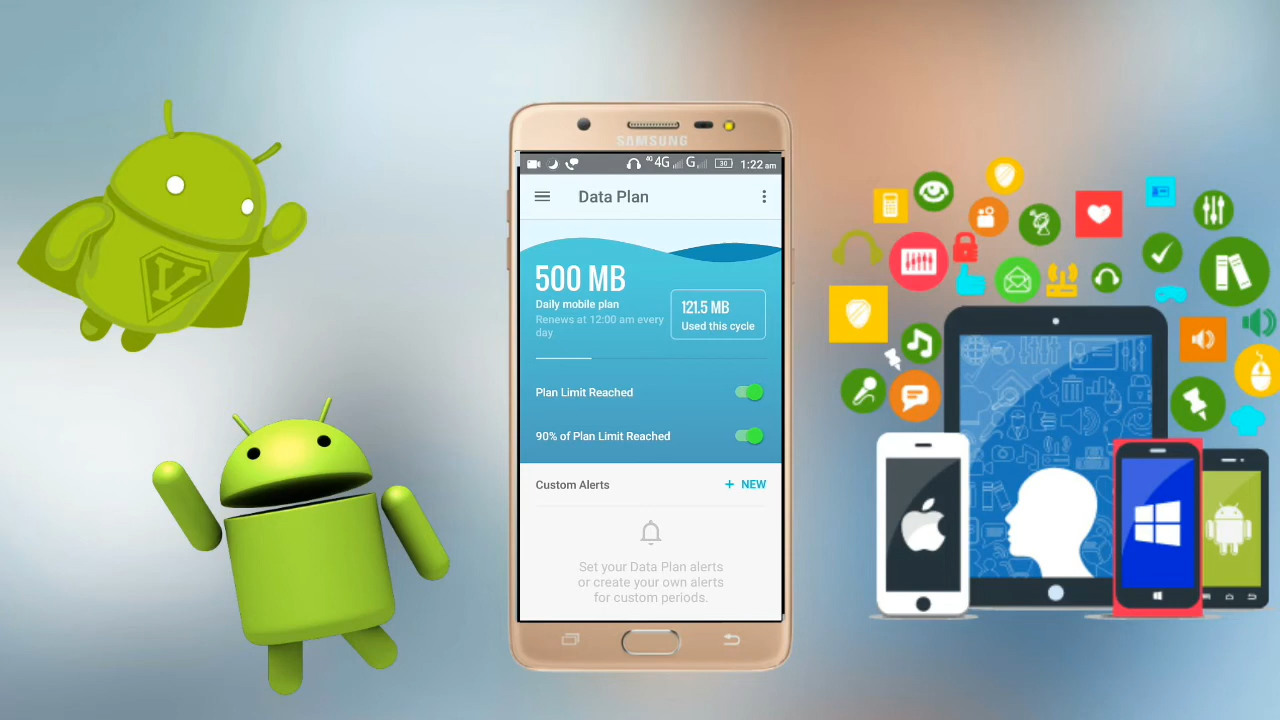 SAMSUNG
4G 4G G 30 1:22 am
Data Plan
500 MB
Daily mobile plan
Renews at 12:00 am every
day
121.5 MB
Used this cycle
Plan Limit Reached
90% of Plan Limit Reached
Custom Alerts
+ NEW
Set your Data Plan alerts
or create your own alerts
for custom periods.
V